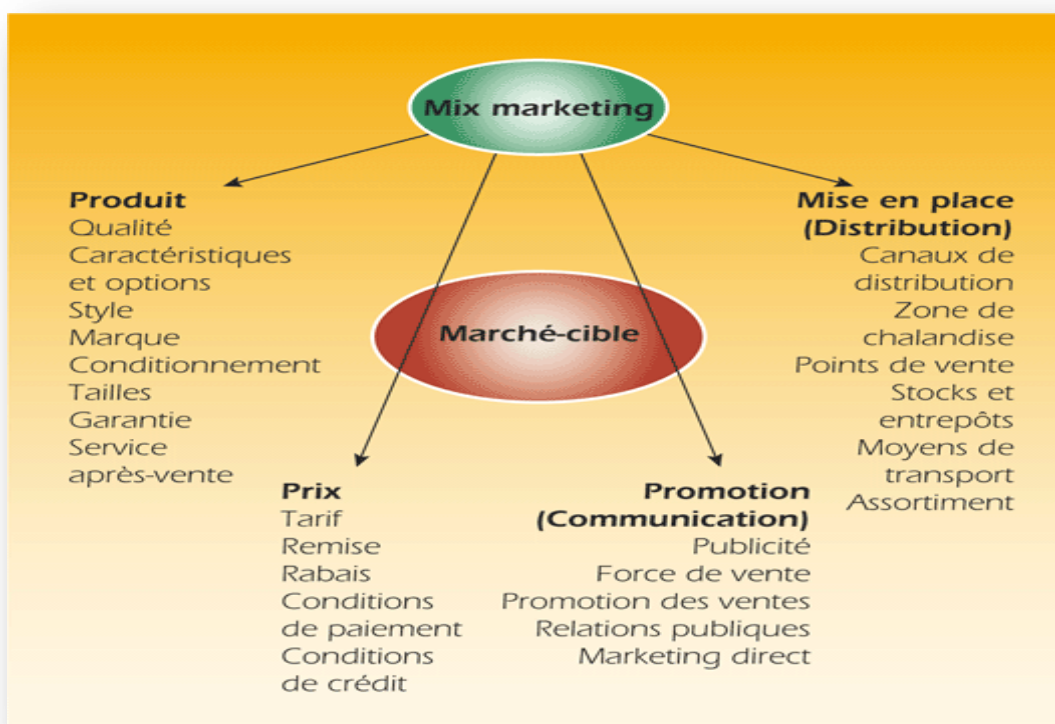 Mix marketing
Produit
Qualité
Caractéristiques
et options
Style
Marque
Conditionnement
Tailles
Garantie
Service
après-vente
Marché-cible
Prix
Tarif
Remise
Rabais
Conditions
de paiement
Conditions
de crédit
Promotion
(Communication)
Publicité
Force de vente
Promotion des ventes
Relations publiques
Marketing direct
Mise en place
(Distribution)
Canaux de
distribution
Zone de
chalandise
Points de vente
Stocks et
entrepôts
Moyens de
transport
Assortiment